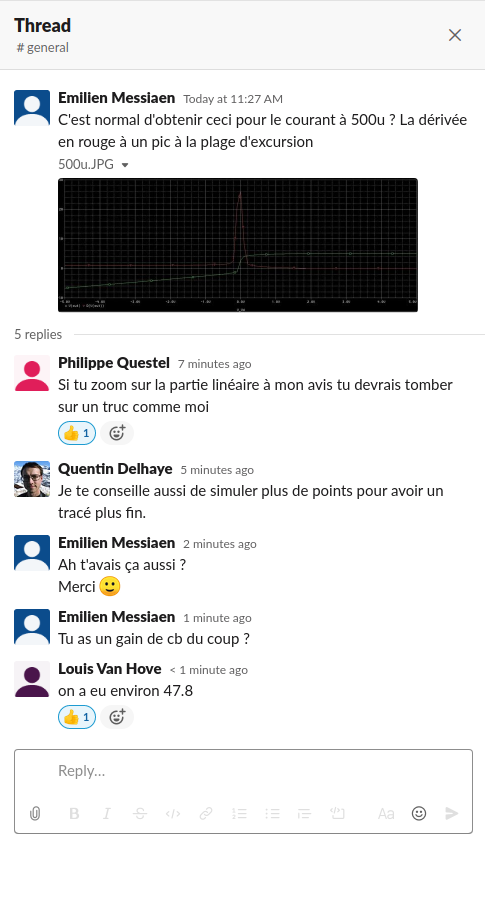 Thread
# general
Emilien Messiaen Today at 11:27 AM
C'est normal d'obtenir ceci pour le courant à 500u ? La dérivée
en rouge à un pic à la plage d'excursion
500u.JPG
5 replies
Philippe Questel 7 minutes ago
Si tu zoom sur la partie linéaire à mon avis tu devrais tomber
sur un truc comme moi
1
Quentin Delhaye 5 minutes ago
Je te conseille aussi de simuler plus de points pour avoir un
tracé plus fin.
Emilien Messiaen 2 minutes ago
Ah t'avais ça aussi ?
Merci 🙂
Emilien Messiaen 1 minute ago
Tu as un gain de cb du coup ?
Louis Van Hove < 1 minute ago
on a eu environ 47.8
1
Reply...
B I S </> Aa